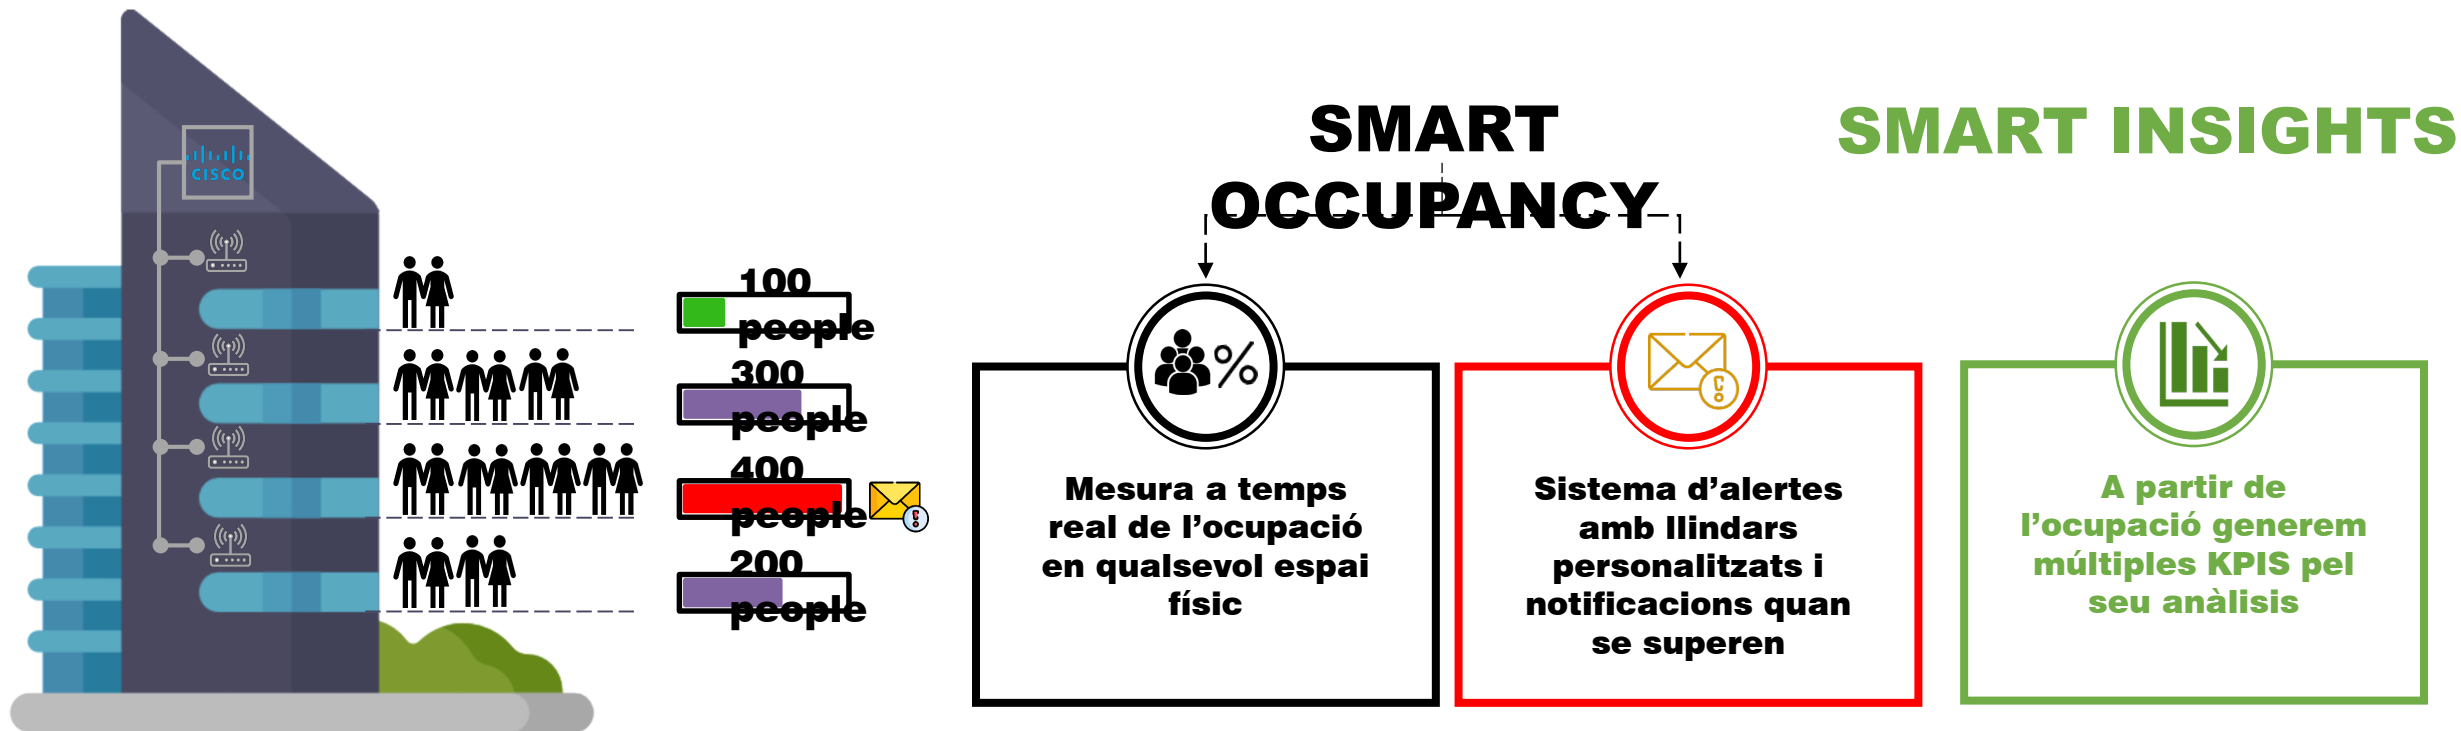 CISCO
100
people
300
people
400
people
200
people
SMART
OCCUPANCY
%
Mesura a temps
real de l’ocupació
en qualsevol espai
físic
Sistema d’alertes
amb llindars
personalitzats i
notificacions quan
se superen
SMART INSIGHTS
A partir de
l’ocupació generem
múltiples KPIS pel
seu anàlisis